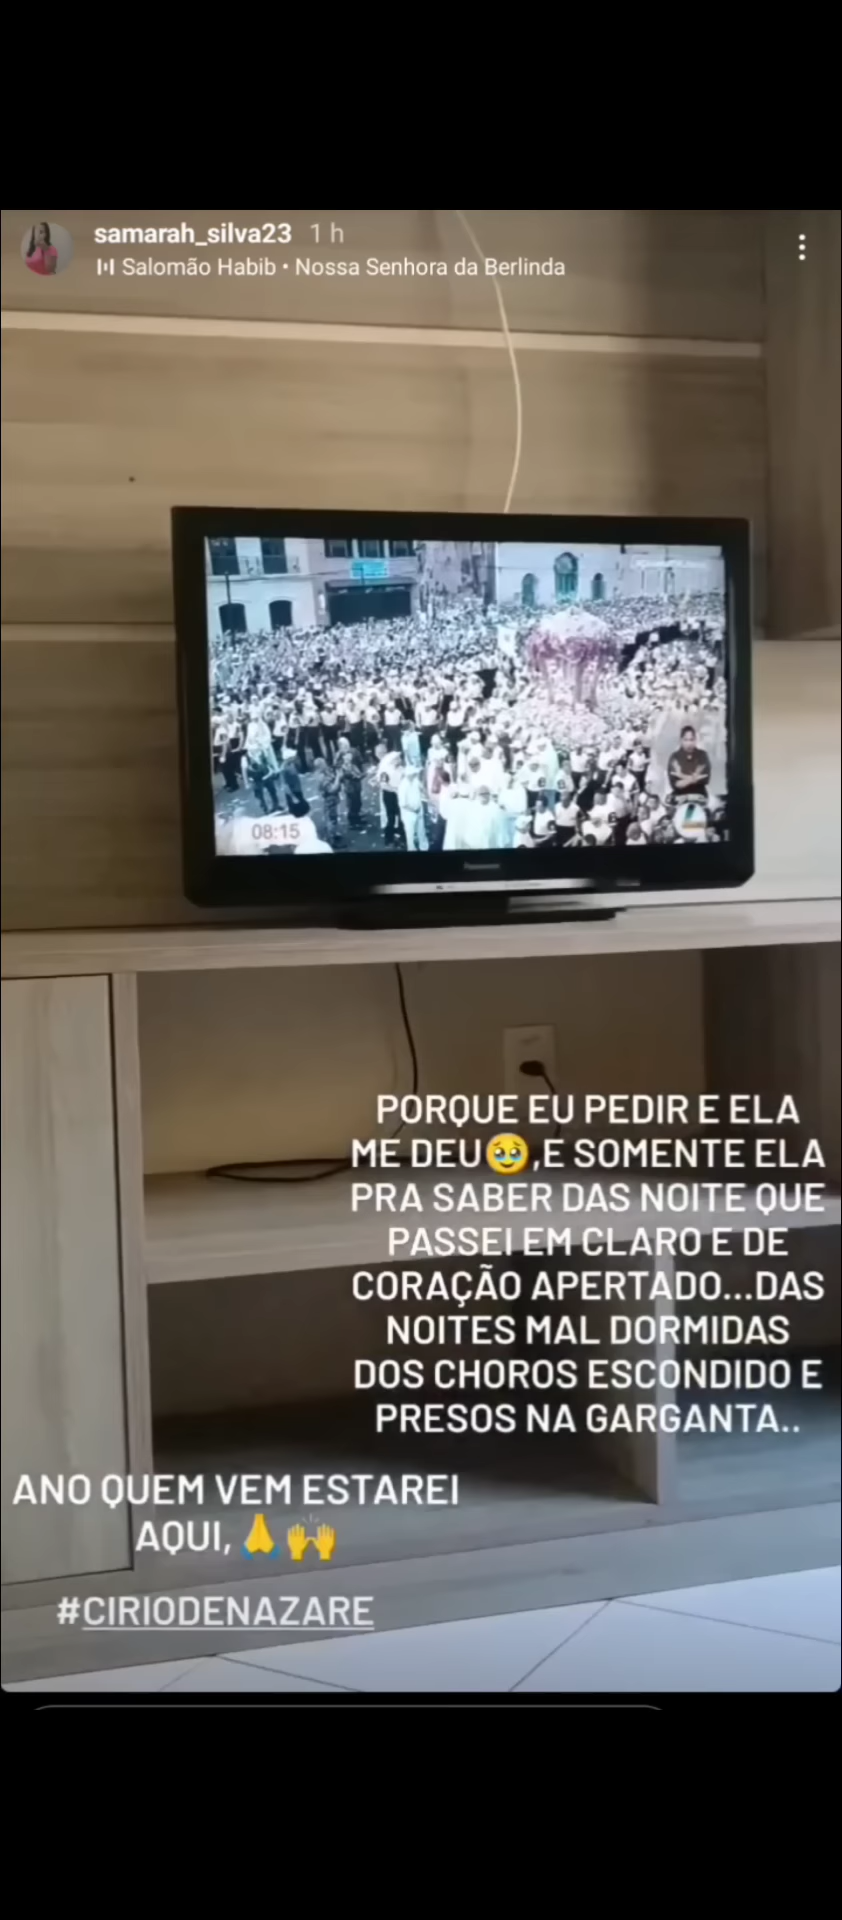 samarah_silva23 1 h
Salomão Habib • Nossa Senhora da Berlinda
08:15
Panasonic
PORQUE EU PEDIR E ELA
ME DEU🥹,E SOMENTE ELA
PRA SABER DAS NOITE QUE
PASSEI EM CLARO E DE
CORAÇÃO APERTADO...DAS
NOITES MAL DORMIDAS
DOS CHOROS ESCONDIDO E
PRESOS NA GARGANTA..
ANO QUEM VEM ESTAREI
AQUI,🙏🙌
#CIRIODENAZARE